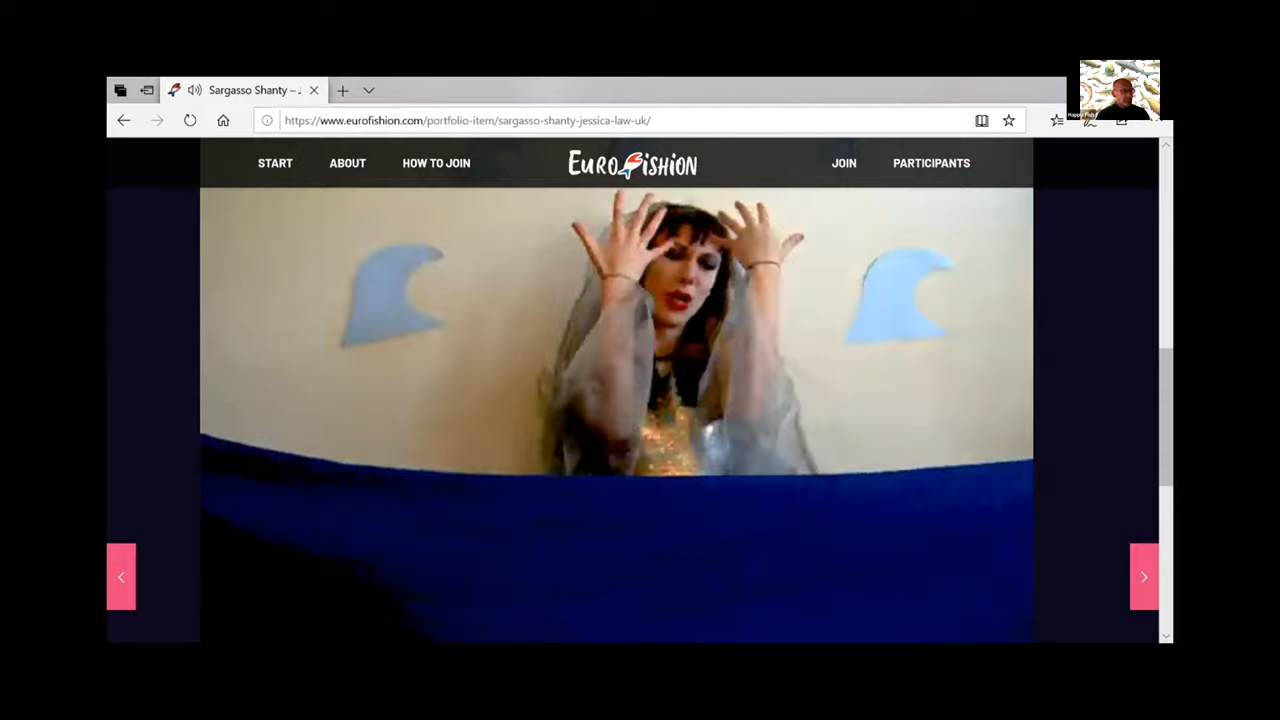 Sargasso Shanty – J
https://www.eurofishion.com/portfolio-item/sargasso-shanty-jessica-law-uk/
START ABOUT HOW TO JOIN EUROFISHION JOIN PARTICIPANTS